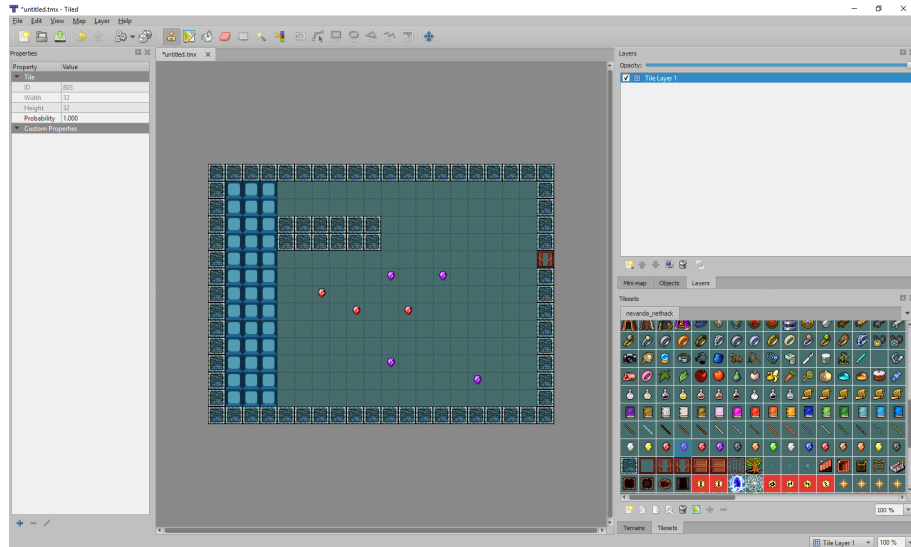 *untitled.tmx - Tiled
File Edit View Map Layer Help
Properties
*untitled.tmx
Layers
Property Value
Opacity:
Tile
Tile Layer 1
ID 803
Width 32
Height 32
Probability 1.000
Custom Properties
Mini-map Objects Layers
Tilesets
nevanda_nethack
100 %
Terrains Tilesets
Tile Layer 1 100 %